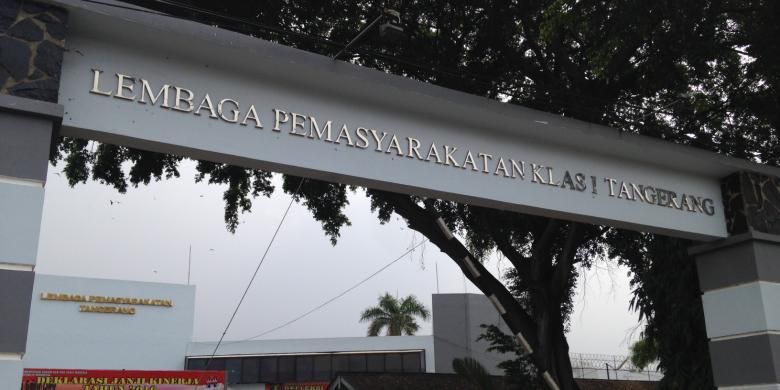 LEMBAGA PEMASYARAKATAN KLAS I TANGERANG
LEMBAGA PEMASYARAKATAN
TANGERANG
DEKLARASI JANJI KINERJA